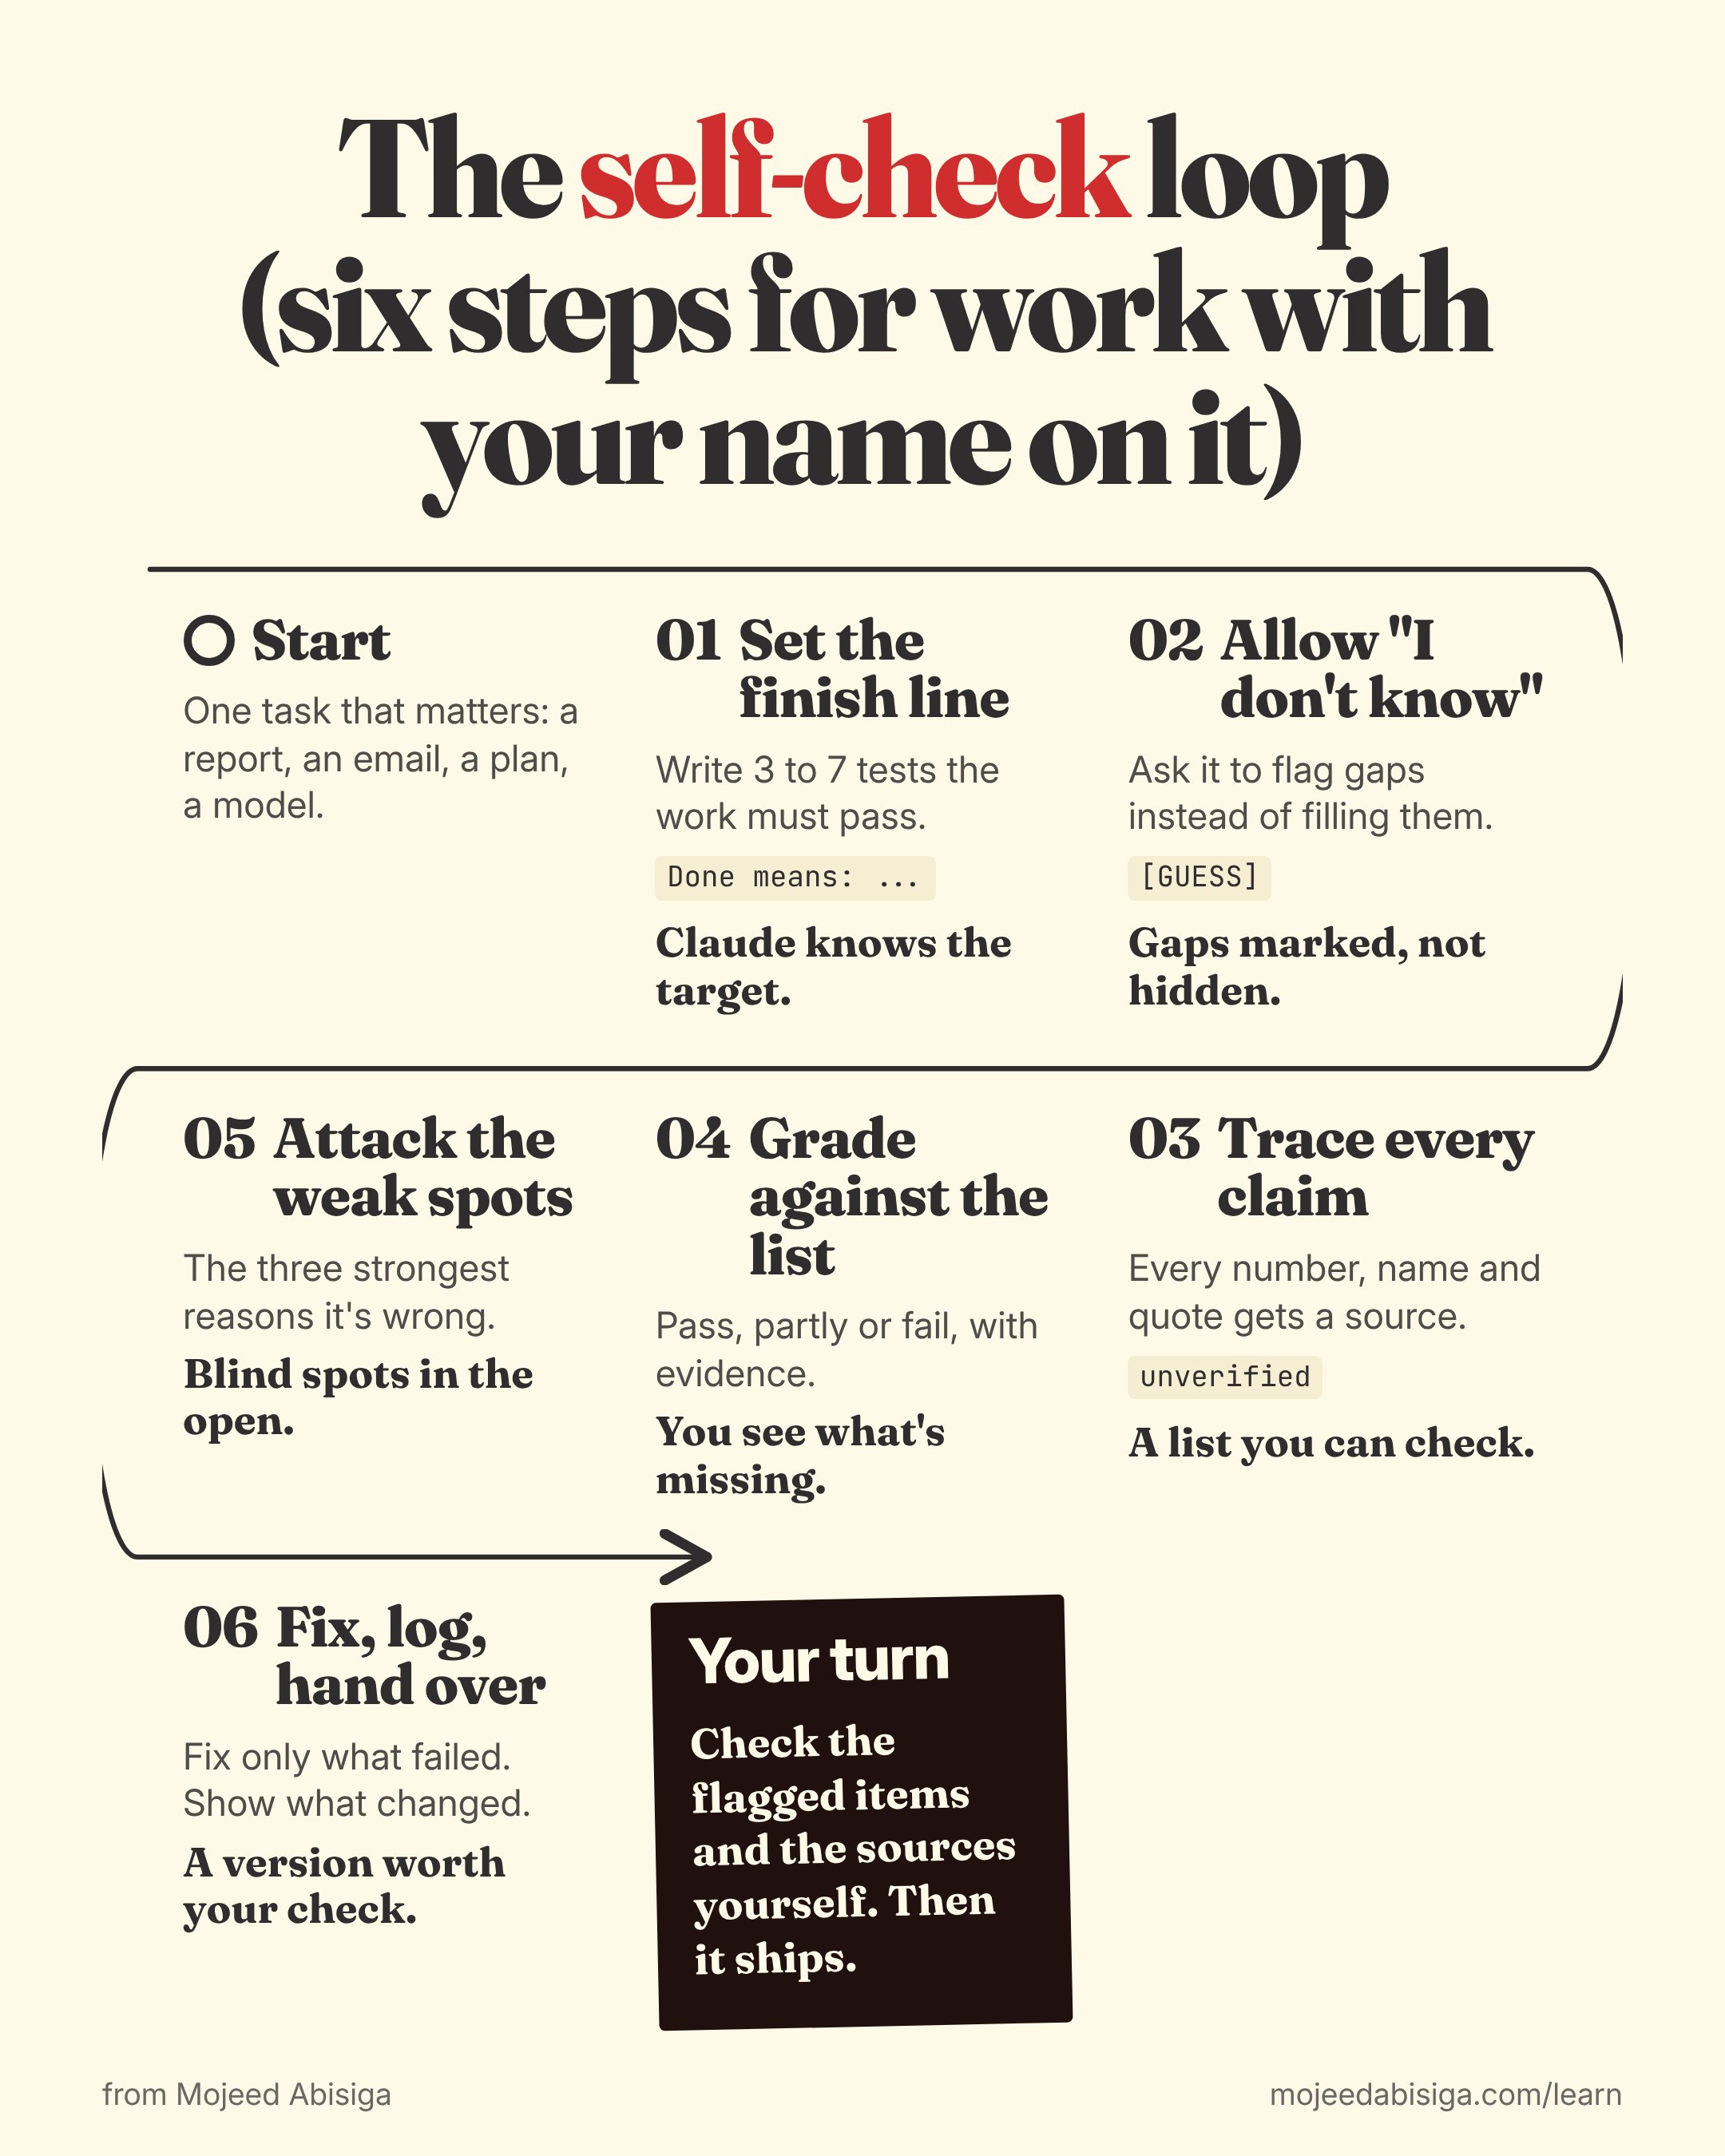 The self-check loop
(six steps for work with
your name on it)
Start
One task that matters: a
report, an email, a plan,
a model.
01 Set the
finish line
Write 3 to 7 tests the
work must pass.
Done means: ...
Claude knows the
target.
02 Allow "I
don't know"
Ask it to flag gaps
instead of filling them.
[GUESS]
Gaps marked, not
hidden.
03 Trace every
claim
Every number, name and
quote gets a source.
unverified
A list you can check.
04 Grade
against the
list
Pass, partly or fail, with
evidence.
You see what's
missing.
05 Attack the
weak spots
The three strongest
reasons it's wrong.
Blind spots in the
open.
06 Fix, log,
hand over
Fix only what failed.
Show what changed.
A version worth
your check.
Your turn
Check the
flagged items
and the sources
yourself. Then
it ships.
from Mojeed Abisiga
mojeedabisiga.com/learn